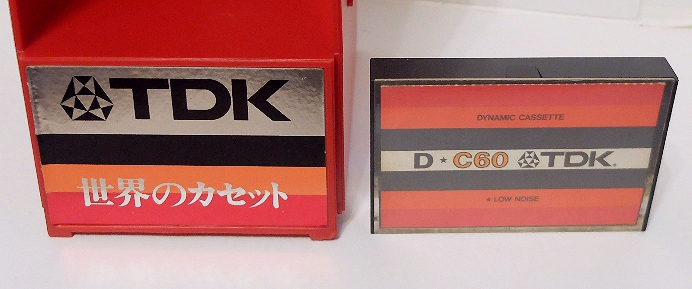 TDK
世界のカセット
DYNAMIC CASSETTE
D ★ C60 TDK®
★ LOW NOISE